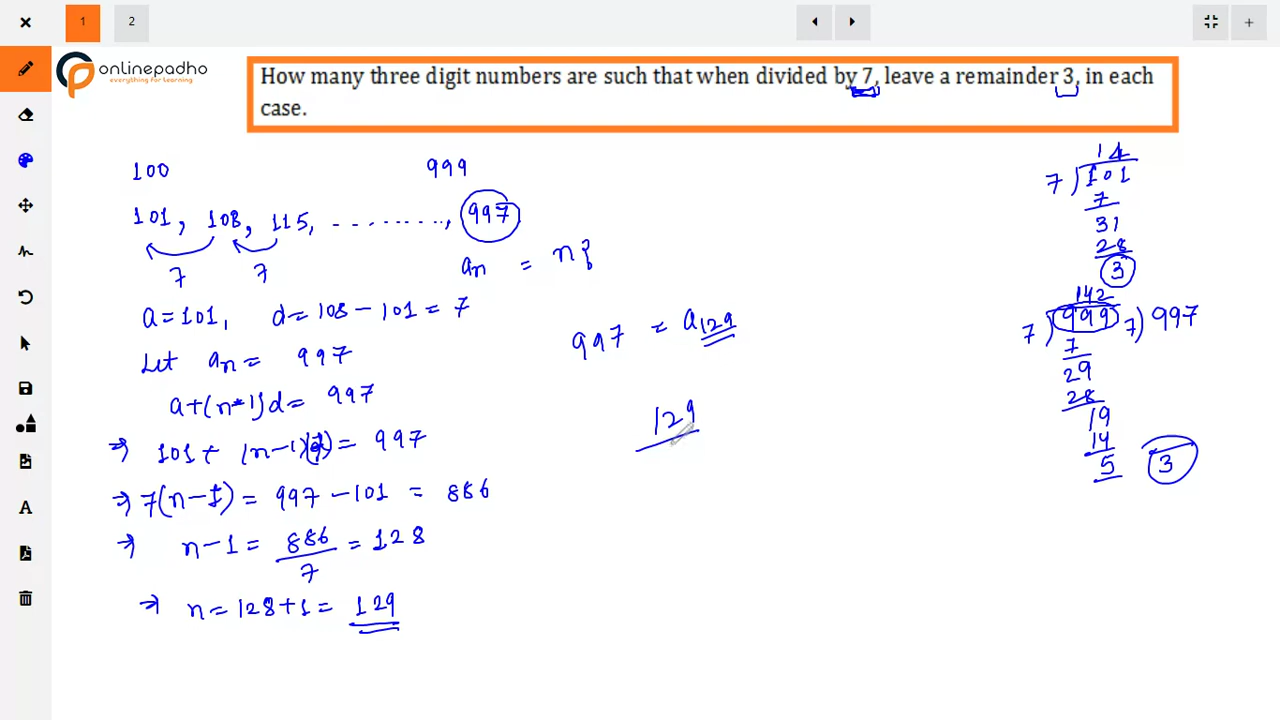 1 2
onlinepadho
everything for learning
How many three digit numbers are such that when divided by 7, leave a remainder 3, in each
case.
100 999
101, 108, 115, ........., 997
7 7
an = n}
a=101, d=108-101=7
Let an = 997
a+(n-1)d= 997
⇒ 101+ (n-1)(7)= 997
⇒ 7(n-1)= 997-101 = 886
⇒ n-1= 886/7 = 128
⇒ n=128+1= 129
997 = a129
129
14
7)101
7
31
28
3
142
7)999 7)997
7
29
28
19
14
5 3
A